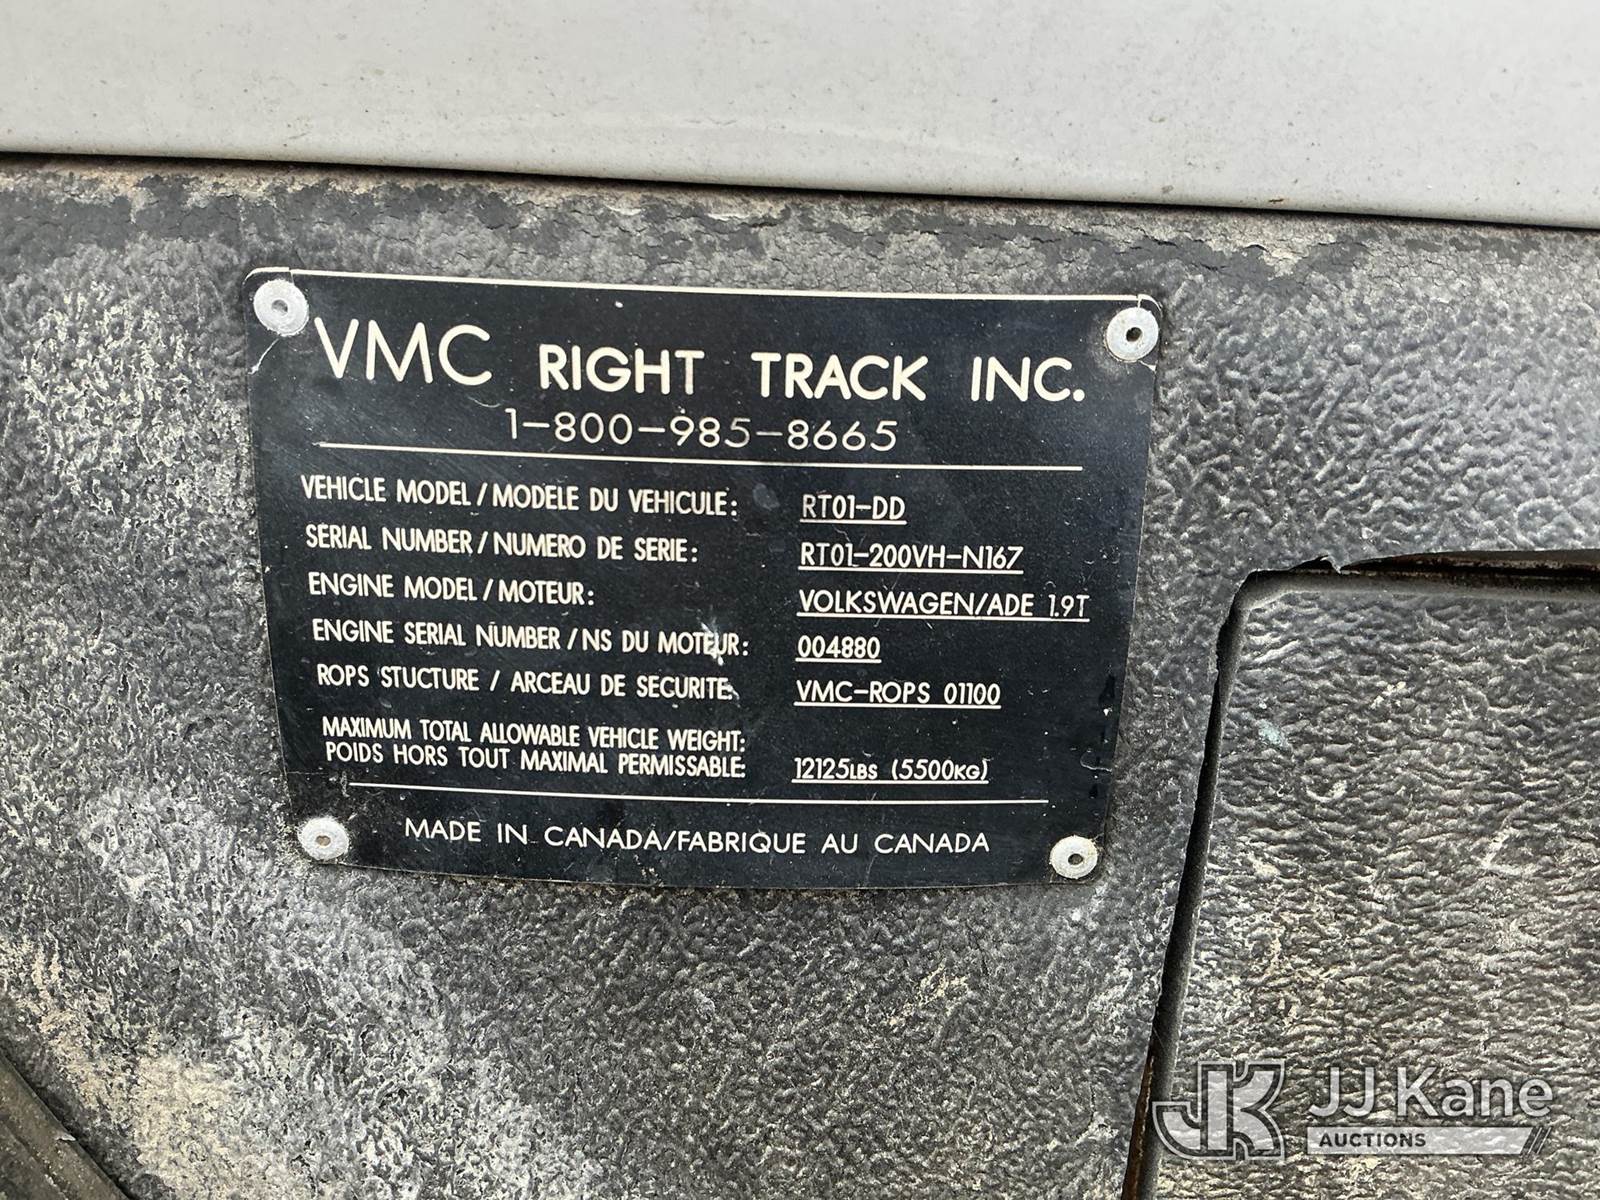 VMC RIGHT TRACK INC.
1-800-985-8665
VEHICLE MODEL / MODELE DU VEHICULE: RT01-DD
SERIAL NUMBER / NUMERO DE SERIE: RT01-200VH-N167
ENGINE MODEL / MOTEUR: VOLKSWAGEN/ADE 1.9T
ENGINE SERIAL NUMBER / NS DU MOTEUR: 004880
ROPS STUCTURE / ARCEAU DE SECURITE: VMC-ROPS 01100
MAXIMUM TOTAL ALLOWABLE VEHICLE WEIGHT:
POIDS HORS TOUT MAXIMAL PERMISSABLE: 12125LBS (5500KG)
MADE IN CANADA/FABRIQUE AU CANADA
JK JJ Kane
AUCTIONS